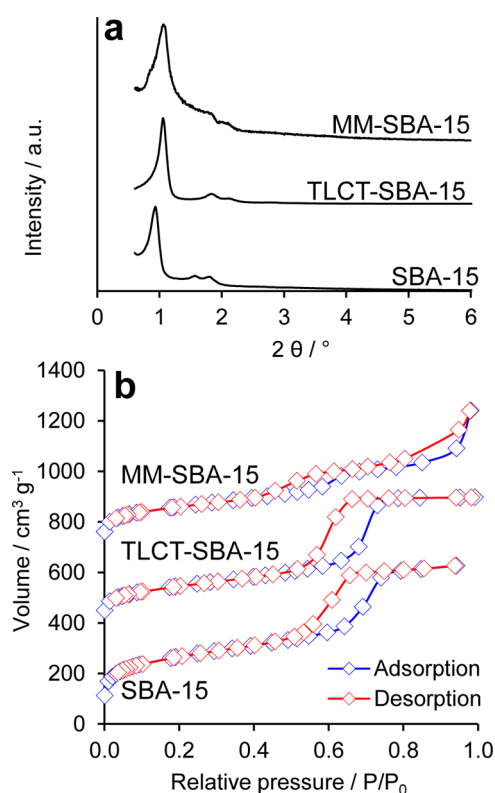 a
Intensity / a.u.
MM-SBA-15
TLCT-SBA-15
SBA-15
0 1 2 3 4 5 6
2 θ / °
b
Volume / cm³ g⁻¹
1400
1200
1000
800
600
400
200
0
MM-SBA-15
TLCT-SBA-15
SBA-15
Adsorption
Desorption
0.0 0.2 0.4 0.6 0.8 1.0
Relative pressure / P/P₀